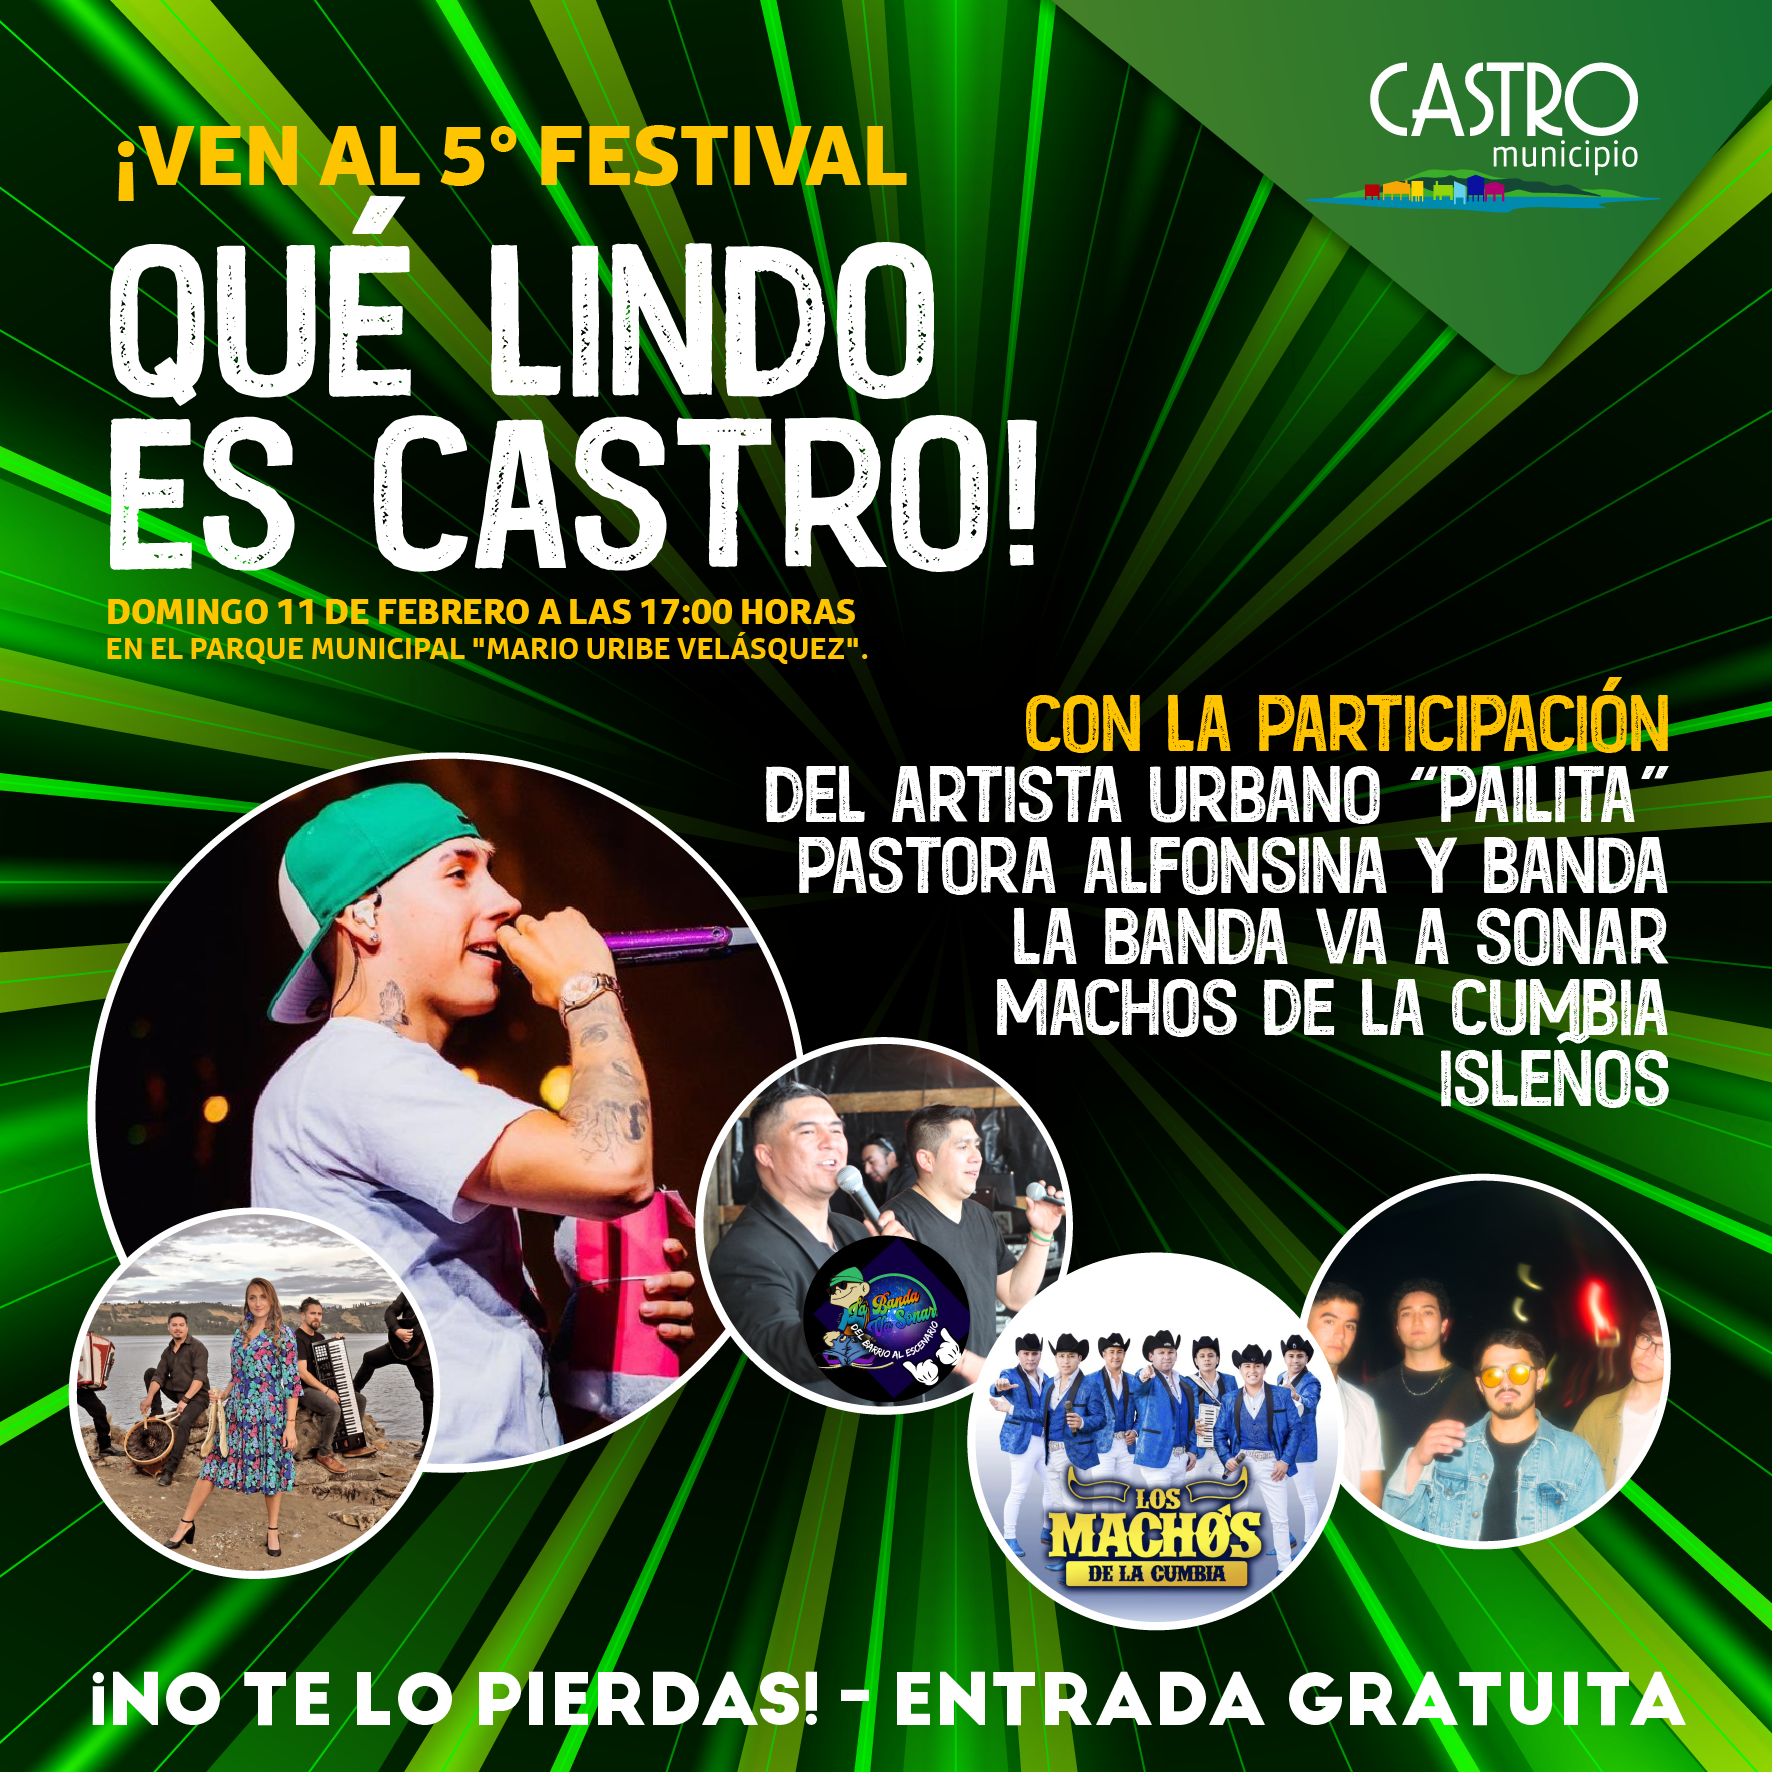 CASTRO
municipio
¡VEN AL 5° FESTIVAL
QUÉ LINDO
ES CASTRO!
DOMINGO 11 DE FEBRERO A LAS 17:00 HORAS
EN EL PARQUE MUNICIPAL "MARIO URIBE VELÁSQUEZ".
CON LA PARTICIPACIÓN
DEL ARTISTA URBANO “PAILITA”
PASTORA ALFONSINA Y BANDA
LA BANDA VA A SONAR
MACHOS DE LA CUMBIA
ISLEÑOS
La Banda
Va a Sonar
DEL BARRIO AL ESCENARIO
LOS
MACHOS
DE LA CUMBIA
¡NO TE LO PIERDAS! - ENTRADA GRATUITA